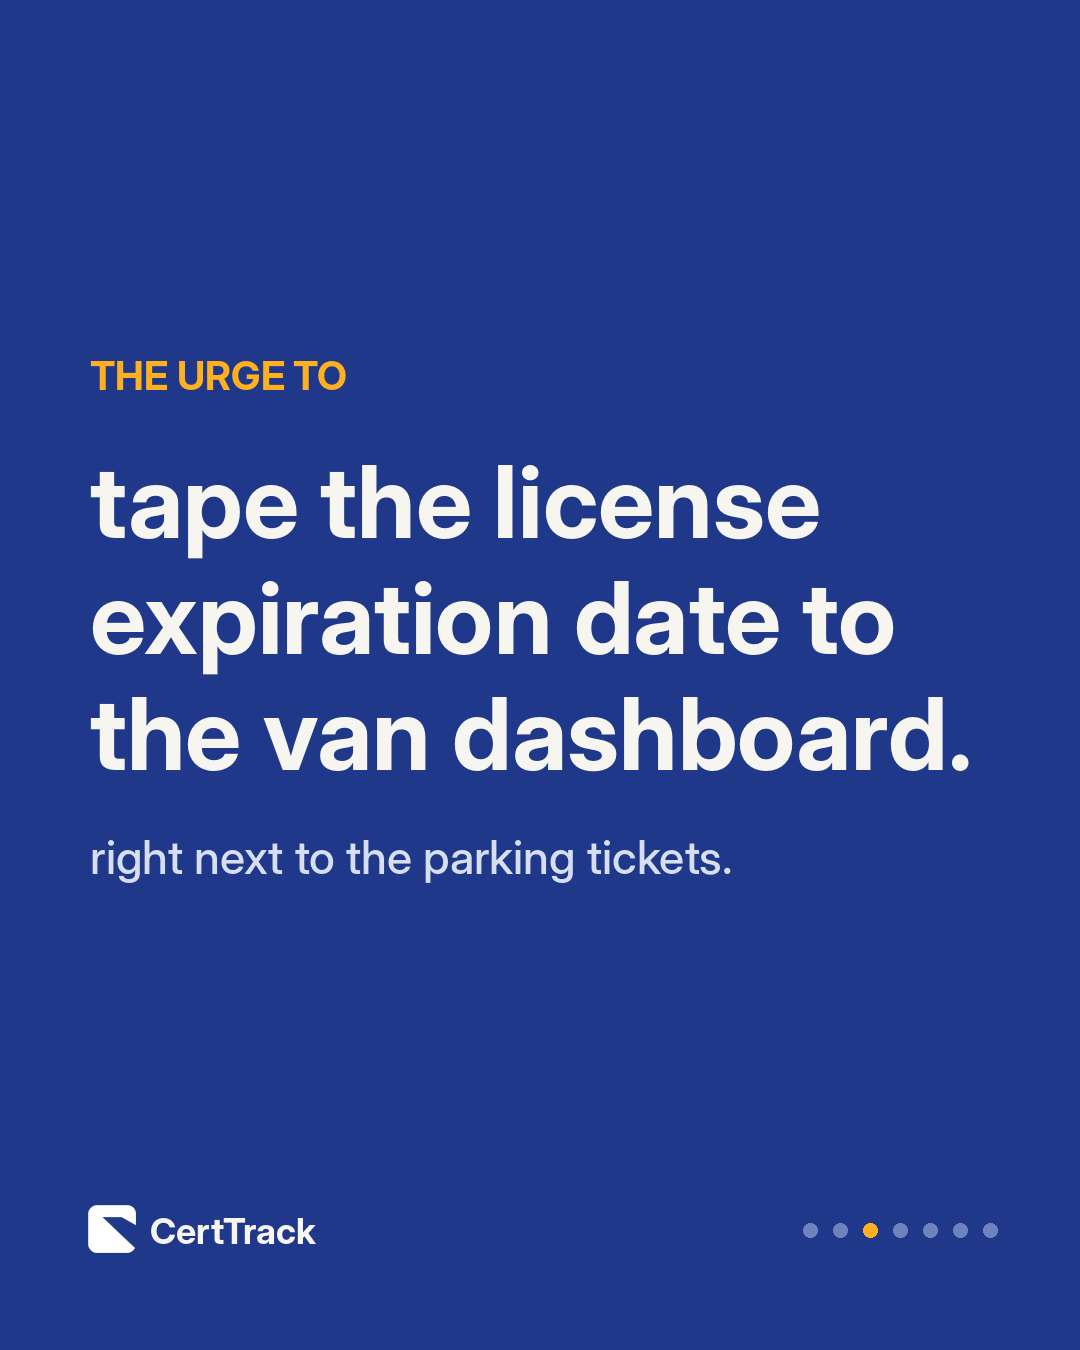 THE URGE TO
tape the license
expiration date to
the van dashboard.
right next to the parking tickets.
CertTrack